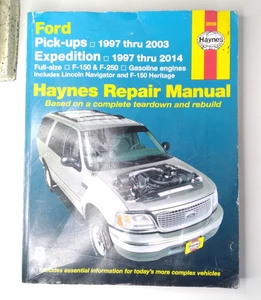 Ford
Pick-ups □ 1997 thru 2003
Expedition □ 1997 thru 2014
Full-size □ F-150 & F-250 □ Gasoline engines
Includes Lincoln Navigator and F-150 Heritage
Haynes
Haynes Repair Manual
Based on a complete teardown and rebuild
Includes essential information for today's more complex vehicles